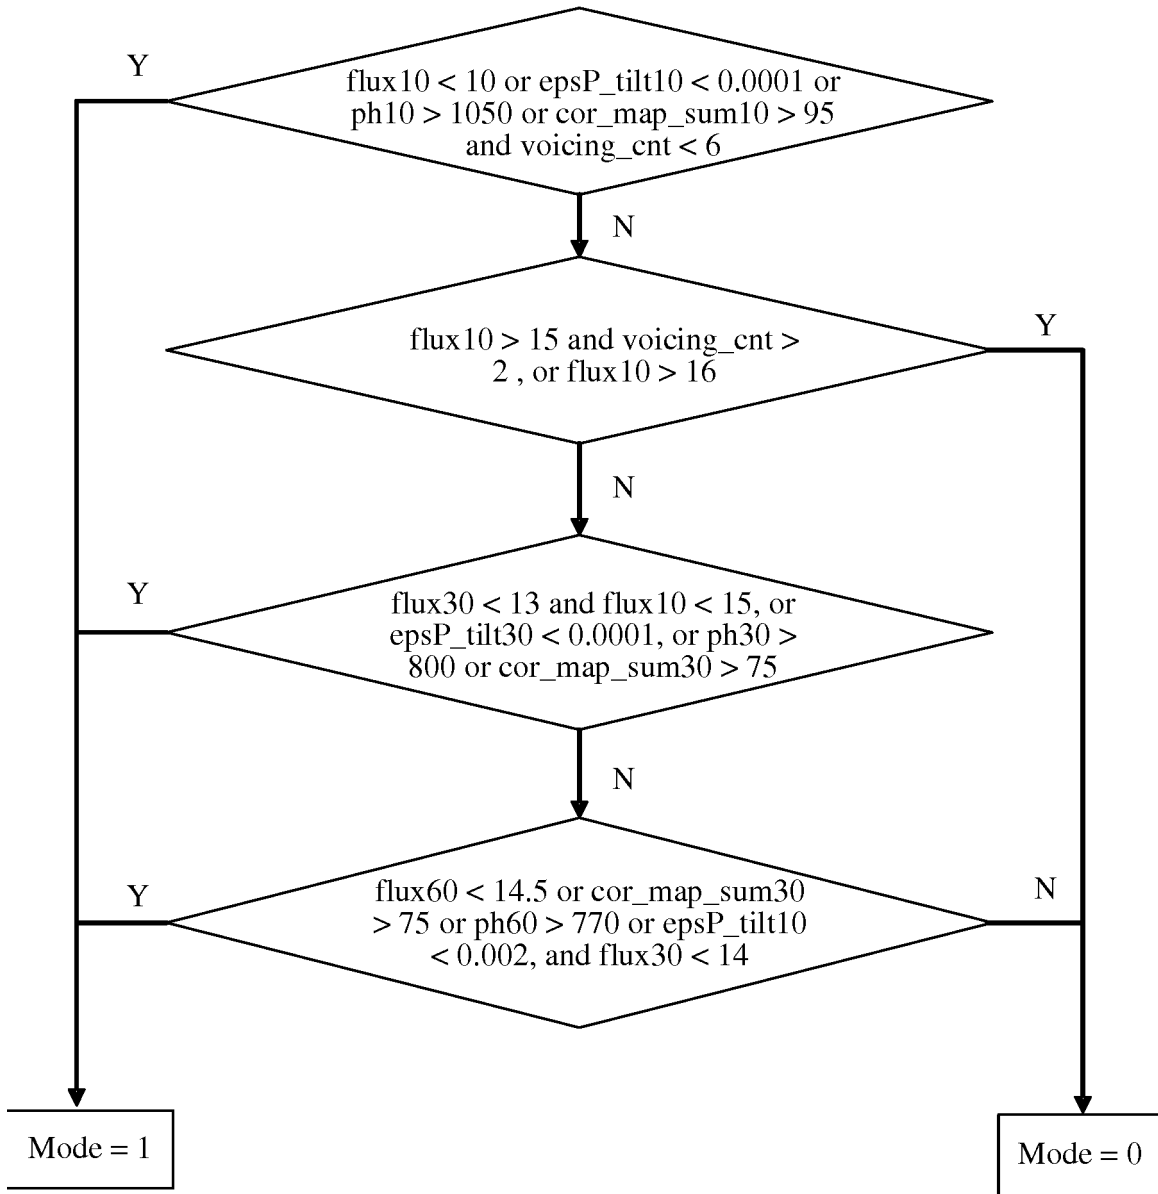 Y
flux10 < 10 or epsP_tilt10 < 0.0001 or
ph10 > 1050 or cor_map_sum10 > 95
and voicing_cnt < 6
N
flux10 > 15 and voicing_cnt >
2 , or flux10 > 16
Y
N
Y
flux30 < 13 and flux10 < 15, or
epsP_tilt30 < 0.0001, or ph30 >
800 or cor_map_sum30 > 75
N
Y
flux60 < 14.5 or cor_map_sum30
> 75 or ph60 > 770 or epsP_tilt10
< 0.002, and flux30 < 14
N
Mode = 1
Mode = 0